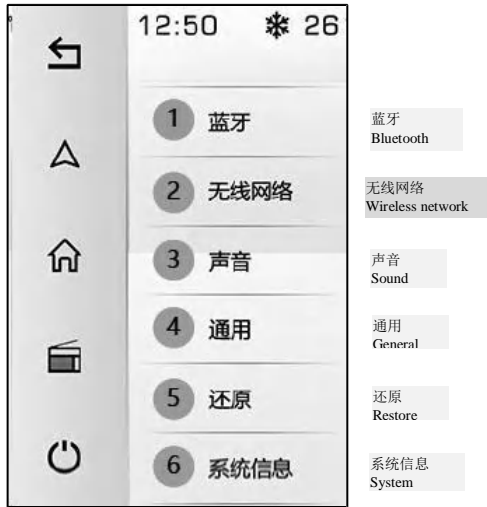 12:50 26
1 蓝牙
2 无线网络
3 声音
4 通用
5 还原
6 系统信息
蓝牙
Bluetooth
无线网络
Wireless network
声音
Sound
通用
General
还原
Restore
系统信息
System